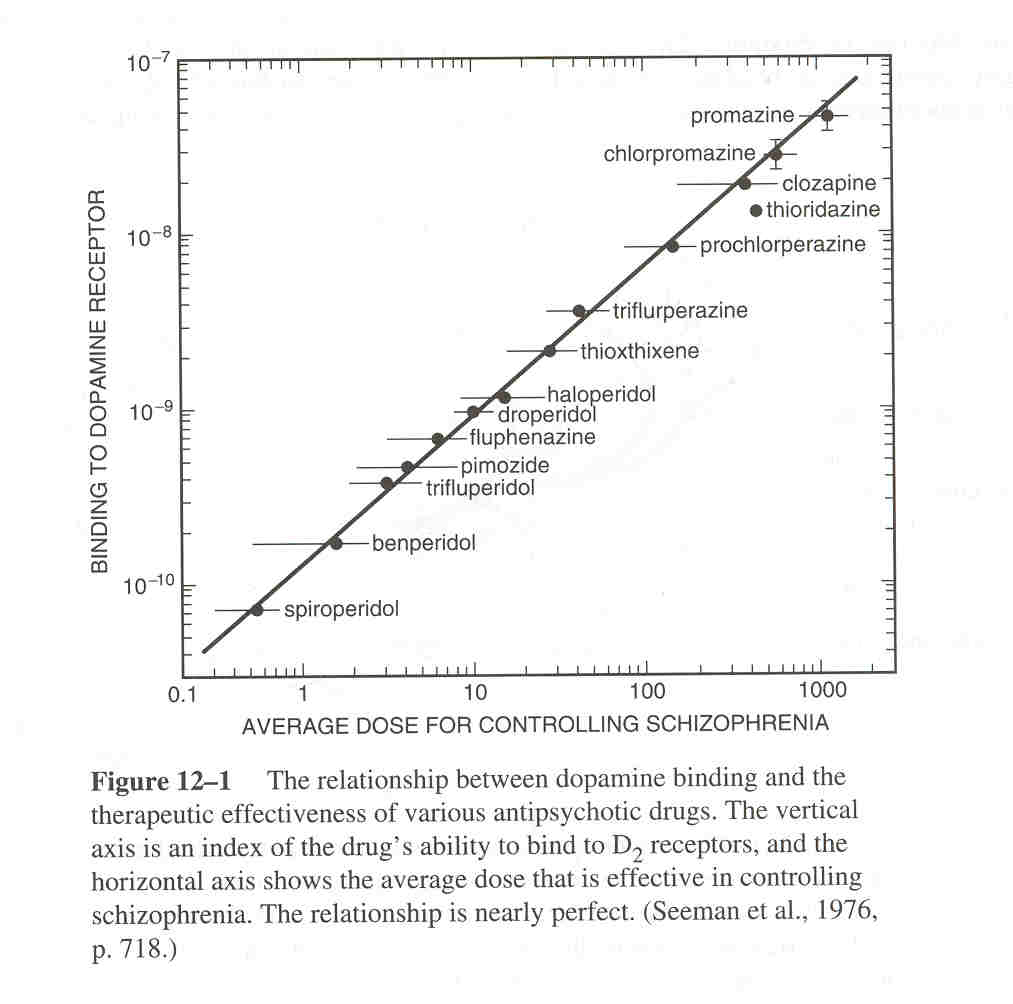 10⁻⁷
promazine
chlorpromazine
clozapine
thioridazine
10⁻⁸
prochlorperazine
triflurperazine
thioxthixene
haloperidol
10⁻⁹
droperidol
fluphenazine
pimozide
trifluperidol
benperidol
10⁻¹⁰
spiroperidol
BINDING TO DOPAMINE RECEPTOR
0.1 1 10 100 1000
AVERAGE DOSE FOR CONTROLLING SCHIZOPHRENIA
Figure 12–1 The relationship between dopamine binding and the
therapeutic effectiveness of various antipsychotic drugs. The vertical
axis is an index of the drug's ability to bind to D₂ receptors, and the
horizontal axis shows the average dose that is effective in controlling
schizophrenia. The relationship is nearly perfect. (Seeman et al., 1976,
p. 718.)